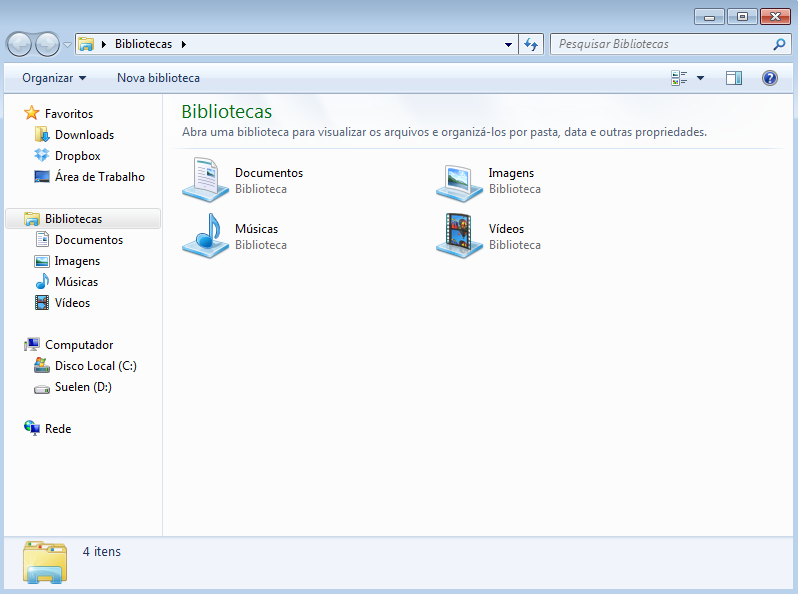 Bibliotecas
Pesquisar Bibliotecas
Organizar
Nova biblioteca
Favoritos
Downloads
Dropbox
Área de Trabalho
Bibliotecas
Documentos
Imagens
Músicas
Vídeos
Computador
Disco Local (C:)
Suelen (D:)
Rede
Bibliotecas
Abra uma biblioteca para visualizar os arquivos e organizá-los por pasta, data e outras propriedades.
Documentos
Biblioteca
Imagens
Biblioteca
Músicas
Biblioteca
Vídeos
Biblioteca
4 itens